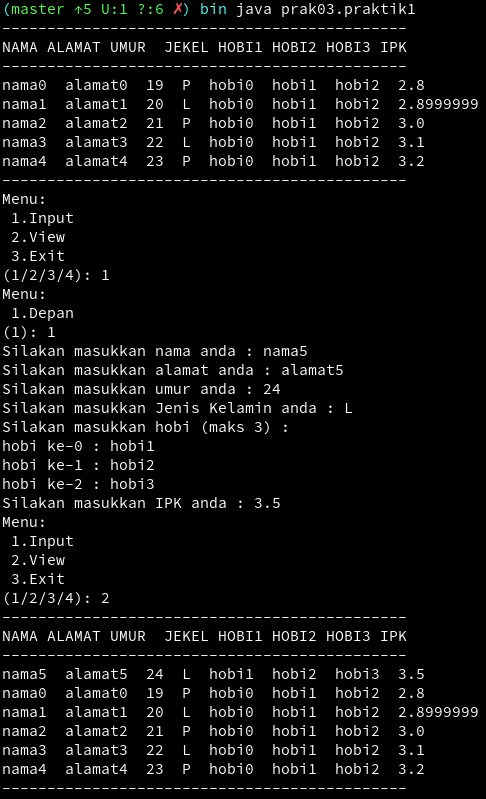 (master ↑5 U:1 ?:6 ✗) bin java prak03.praktik1
---------------------------------------------
NAMA ALAMAT UMUR  JEKEL HOBI1 HOBI2 HOBI3 IPK
---------------------------------------------
nama0  alamat0  19  P  hobi0  hobi1  hobi2  2.8
nama1  alamat1  20  L  hobi0  hobi1  hobi2  2.8999999
nama2  alamat2  21  P  hobi0  hobi1  hobi2  3.0
nama3  alamat3  22  L  hobi0  hobi1  hobi2  3.1
nama4  alamat4  23  P  hobi0  hobi1  hobi2  3.2
---------------------------------------------
Menu:
 1.Input
 2.View
 3.Exit
(1/2/3/4): 1
Menu:
 1.Depan
(1): 1
Silakan masukkan nama anda : nama5
Silakan masukkan alamat anda : alamat5
Silakan masukkan umur anda : 24
Silakan masukkan Jenis Kelamin anda : L
Silakan masukkan hobi (maks 3) :
hobi ke-0 : hobi1
hobi ke-1 : hobi2
hobi ke-2 : hobi3
Silakan masukkan IPK anda : 3.5
Menu:
 1.Input
 2.View
 3.Exit
(1/2/3/4): 2
---------------------------------------------
NAMA ALAMAT UMUR  JEKEL HOBI1 HOBI2 HOBI3 IPK
---------------------------------------------
nama5  alamat5  24  L  hobi1  hobi2  hobi3  3.5
nama0  alamat0  19  P  hobi0  hobi1  hobi2  2.8
nama1  alamat1  20  L  hobi0  hobi1  hobi2  2.8999999
nama2  alamat2  21  P  hobi0  hobi1  hobi2  3.0
nama3  alamat3  22  L  hobi0  hobi1  hobi2  3.1
nama4  alamat4  23  P  hobi0  hobi1  hobi2  3.2
---------------------------------------------